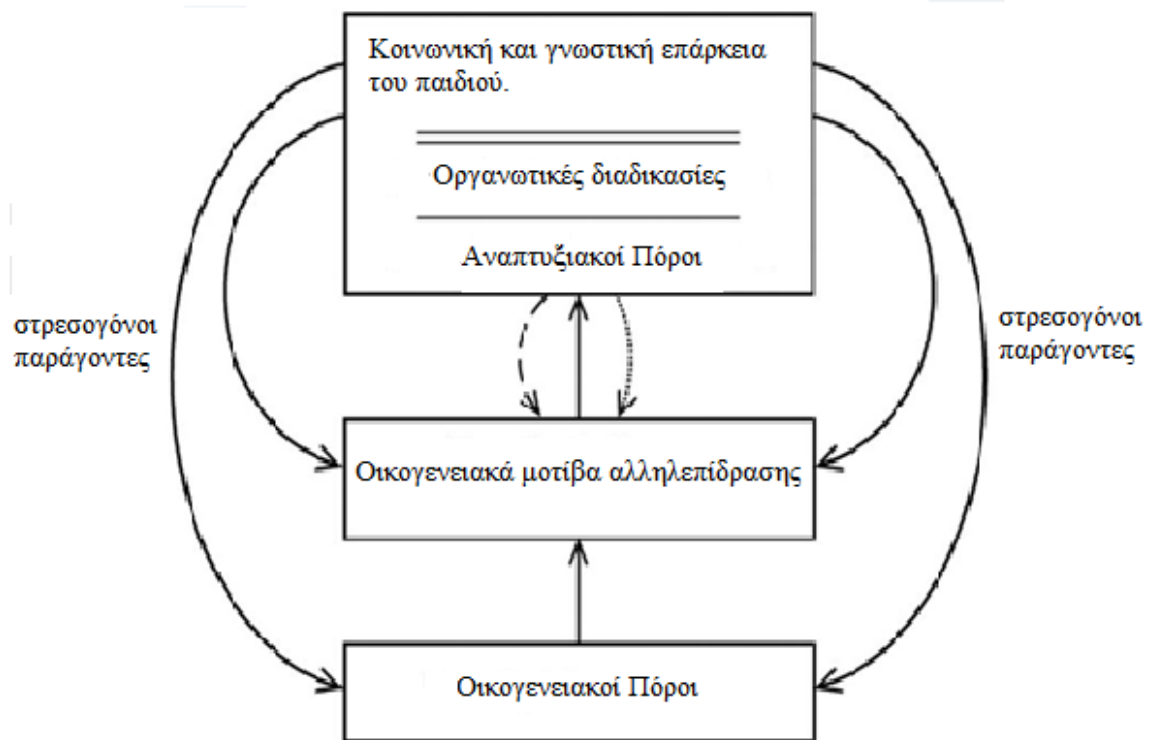 Κοινωνική και γνωστική επάρκεια
του παιδιού.
Οργανωτικές διαδικασίες
Αναπτυξιακοί Πόροι
στρεσογόνοι
παράγοντες
στρεσογόνοι
παράγοντες
Οικογενειακά μοτίβα αλληλεπίδρασης
Οικογενειακοί Πόροι